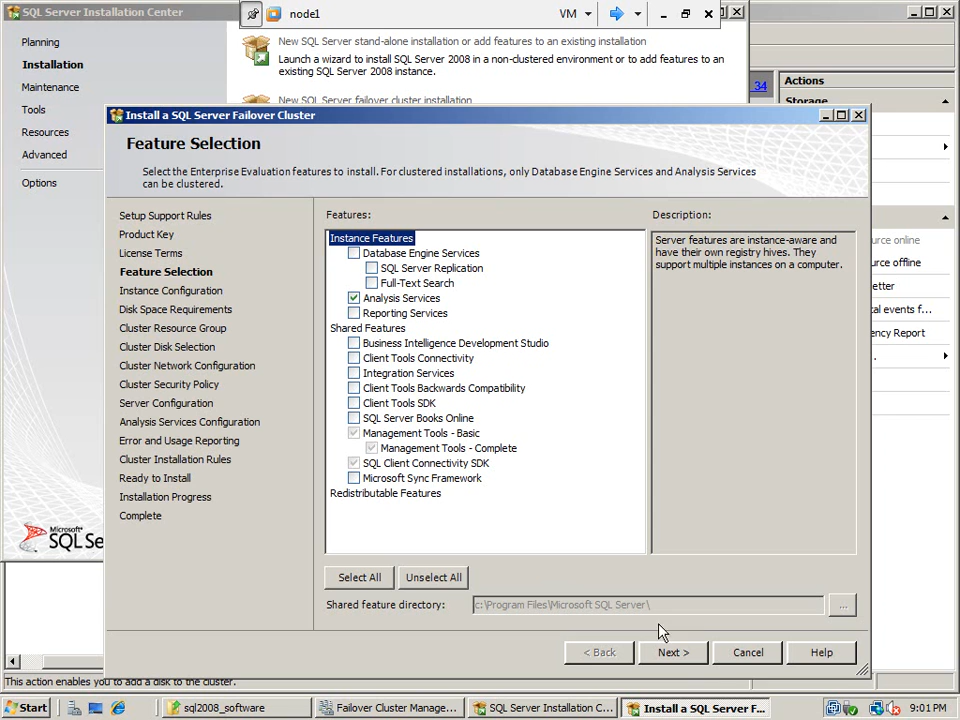 SQL Server Installation Center
node1
VM
Planning
Installation
Maintenance
Tools
Resources
Advanced
Options
New SQL Server stand-alone installation or add features to an existing installation
Launch a wizard to install SQL Server 2008 in a non-clustered environment or to add features to an
existing SQL Server 2008 instance.
New SQL Server failover cluster installation
34
Actions
Storage
Install a SQL Server Failover Cluster
Feature Selection
Select the Enterprise Evaluation features to install. For clustered installations, only Database Engine Services and Analysis Services
can be clustered.
Setup Support Rules
Product Key
License Terms
Feature Selection
Instance Configuration
Disk Space Requirements
Cluster Resource Group
Cluster Disk Selection
Cluster Network Configuration
Cluster Security Policy
Server Configuration
Analysis Services Configuration
Error and Usage Reporting
Cluster Installation Rules
Ready to Install
Installation Progress
Complete
Features:
Instance Features
Database Engine Services
SQL Server Replication
Full-Text Search
Analysis Services
Reporting Services
Shared Features
Business Intelligence Development Studio
Client Tools Connectivity
Integration Services
Client Tools Backwards Compatibility
Client Tools SDK
SQL Server Books Online
Management Tools - Basic
Management Tools - Complete
SQL Client Connectivity SDK
Microsoft Sync Framework
Redistributable Features
Description:
Server features are instance-aware and
have their own registry hives. They
support multiple instances on a computer.
Select All
Unselect All
Shared feature directory:
c:\Program Files\Microsoft SQL Server\
...
< Back
Next >
Cancel
Help
urce online
urce offline
etter
al events f...
ency Report
Microsoft
SQL Se
This action enables you to add a disk to the cluster.
Start
sql2008_software
Failover Cluster Manage...
SQL Server Installation C...
Install a SQL Server F...
9:01 PM